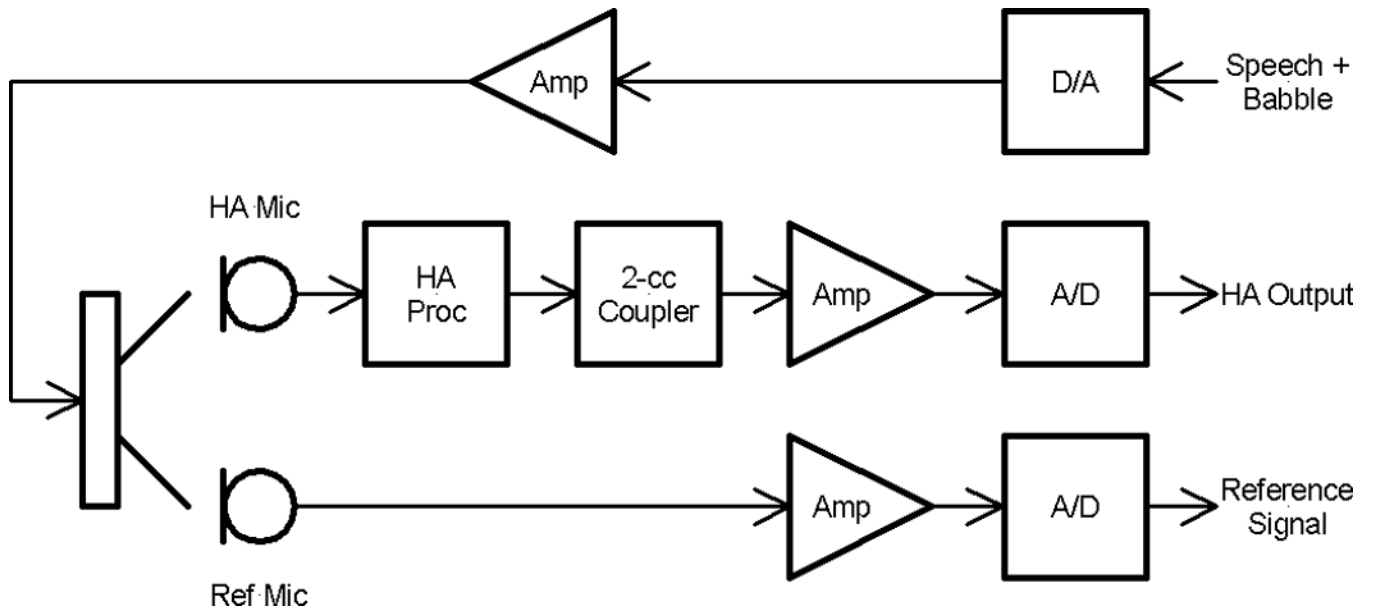 Amp
D/A
Speech +
Babble
HA Mic
HA
Proc
2-cc
Coupler
Amp
A/D
HA Output
Amp
A/D
Reference
Signal
Ref Mic